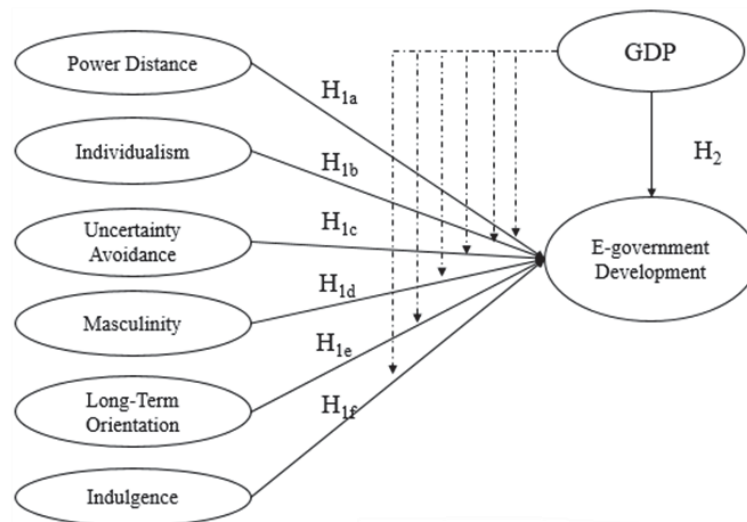 Power Distance
GDP
H1a
Individualism
H1b
H2
Uncertainty
Avoidance
H1c
E-government
Development
H1d
Masculinity
H1e
Long-Term
Orientation
H1f
Indulgence